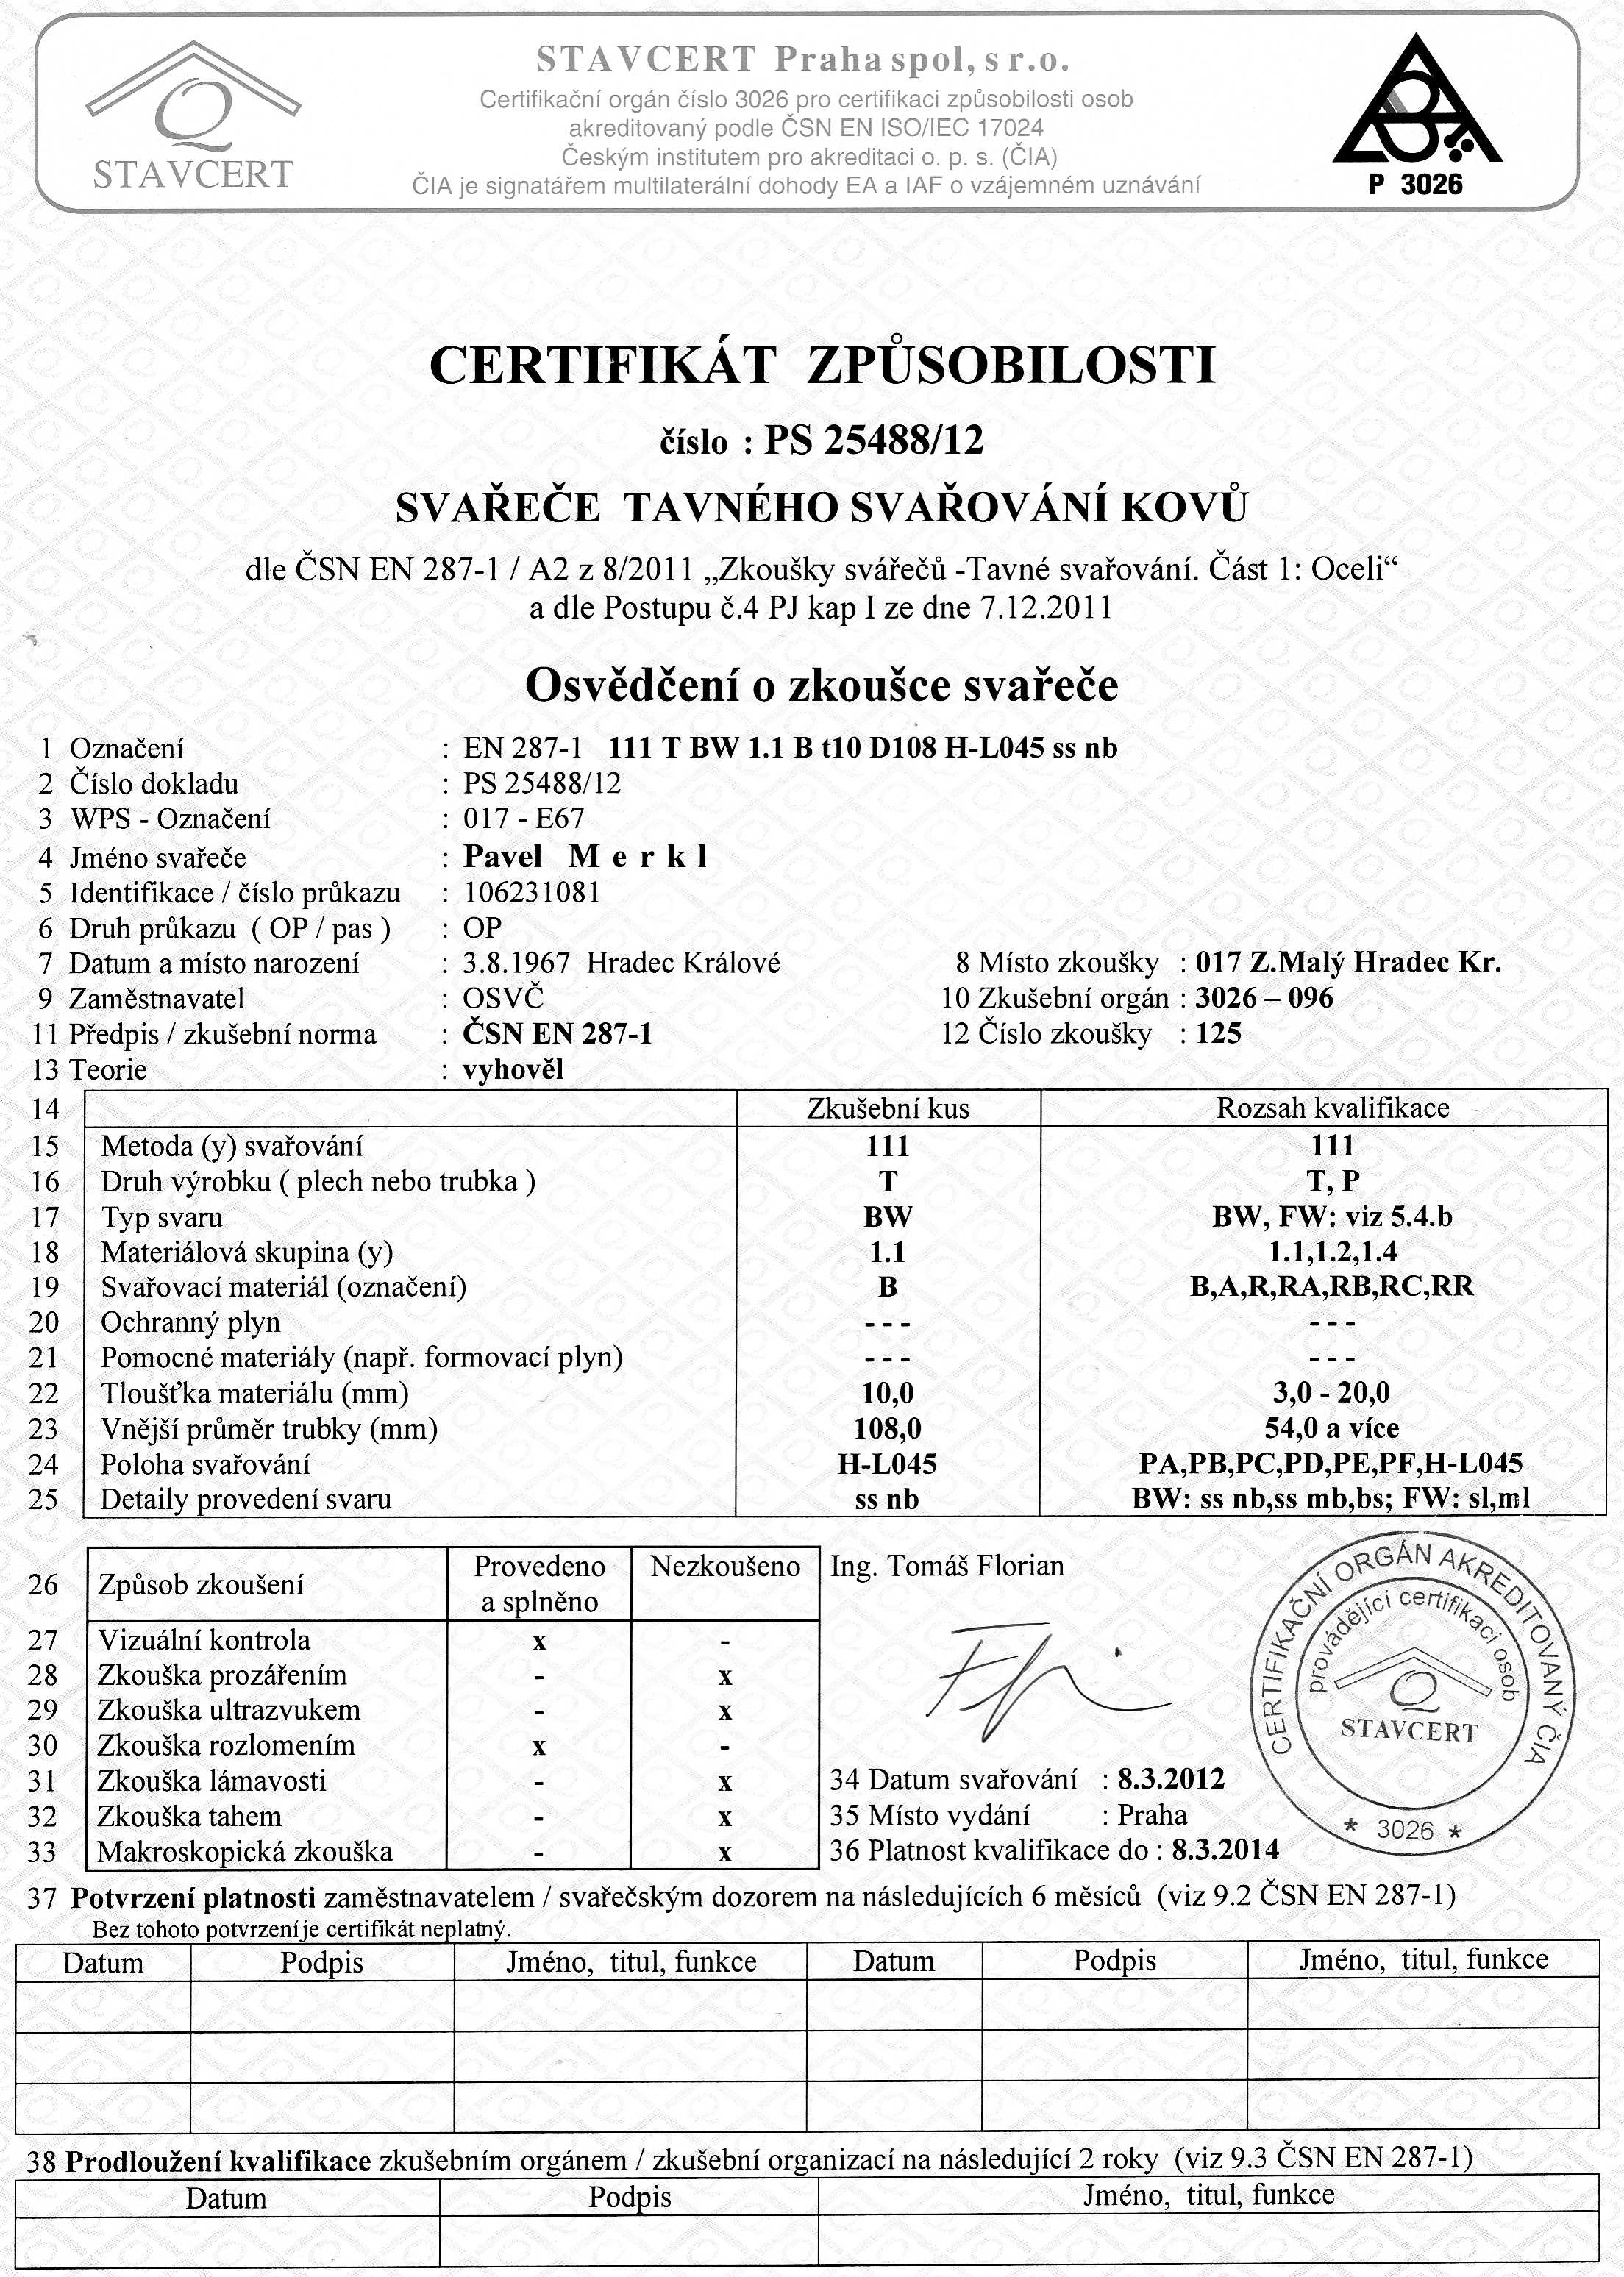 STAVCERT Praha spol, s r.o.
Certifikační orgán číslo 3026 pro certifikaci způsobilosti osob
akreditovaný podle ČSN EN ISO/IEC 17024
Českým institutem pro akreditaci o. p. s. (ČIA)
ČIA je signatářem multilaterální dohody EA a IAF o vzájemném uznávání
STAVCERT
P 3026
CERTIFIKÁT ZPŮSOBILOSTI
číslo : PS 25488/12
SVAŘEČE TAVNÉHO SVAŘOVÁNÍ KOVŮ
dle ČSN EN 287-1 / A2 z 8/2011 „Zkoušky svářečů -Tavné svařování. Část 1: Oceli“
a dle Postupu č.4 PJ kap I ze dne 7.12.2011
Osvědčení o zkoušce svařeče
1 Označení : EN 287-1 111 T BW 1.1 B t10 D108 H-L045 ss nb
2 Číslo dokladu : PS 25488/12
3 WPS - Označení : 017 - E67
4 Jméno svařeče : Pavel M e r k l
5 Identifikace / číslo průkazu : 106231081
6 Druh průkazu ( OP / pas ) : OP
7 Datum a místo narození : 3.8.1967 Hradec Králové 8 Místo zkoušky : 017 Z.Malý Hradec Kr.
9 Zaměstnavatel : OSVČ 10 Zkušební orgán : 3026 – 096
11 Předpis / zkušební norma : ČSN EN 287-1 12 Číslo zkoušky : 125
13 Teorie : vyhověl
14 Zkušební kus Rozsah kvalifikace
15 Metoda (y) svařování 111 111
16 Druh výrobku ( plech nebo trubka ) T T, P
17 Typ svaru BW BW, FW: viz 5.4.b
18 Materiálová skupina (y) 1.1 1.1,1.2,1.4
19 Svařovací materiál (označení) B B,A,R,RA,RB,RC,RR
20 Ochranný plyn - - - - - -
21 Pomocné materiály (např. formovací plyn) - - - - - -
22 Tloušťka materiálu (mm) 10,0 3,0 - 20,0
23 Vnější průměr trubky (mm) 108,0 54,0 a více
24 Poloha svařování H-L045 PA,PB,PC,PD,PE,PF,H-L045
25 Detaily provedení svaru ss nb BW: ss nb,ss mb,bs; FW: sl,ml
26 Způsob zkoušení Provedeno a splněno Nezkoušeno Ing. Tomáš Florian
27 Vizuální kontrola x -
28 Zkouška prozářením - x
29 Zkouška ultrazvukem - x
30 Zkouška rozlomením x -
31 Zkouška lámavosti - x 34 Datum svařování : 8.3.2012
32 Zkouška tahem - x 35 Místo vydání : Praha
33 Makroskopická zkouška - x 36 Platnost kvalifikace do : 8.3.2014
CERTIFIKAČNÍ ORGÁN AKREDITOVANÝ ČIA
provádějící certifikaci osob
STAVCERT
* 3026 *
37 Potvrzení platnosti zaměstnavatelem / svařečským dozorem na následujících 6 měsíců (viz 9.2 ČSN EN 287-1)
Bez tohoto potvrzení je certifikát neplatný.
Datum Podpis Jméno, titul, funkce Datum Podpis Jméno, titul, funkce
38 Prodloužení kvalifikace zkušebním orgánem / zkušební organizací na následující 2 roky (viz 9.3 ČSN EN 287-1)
Datum Podpis Jméno, titul, funkce